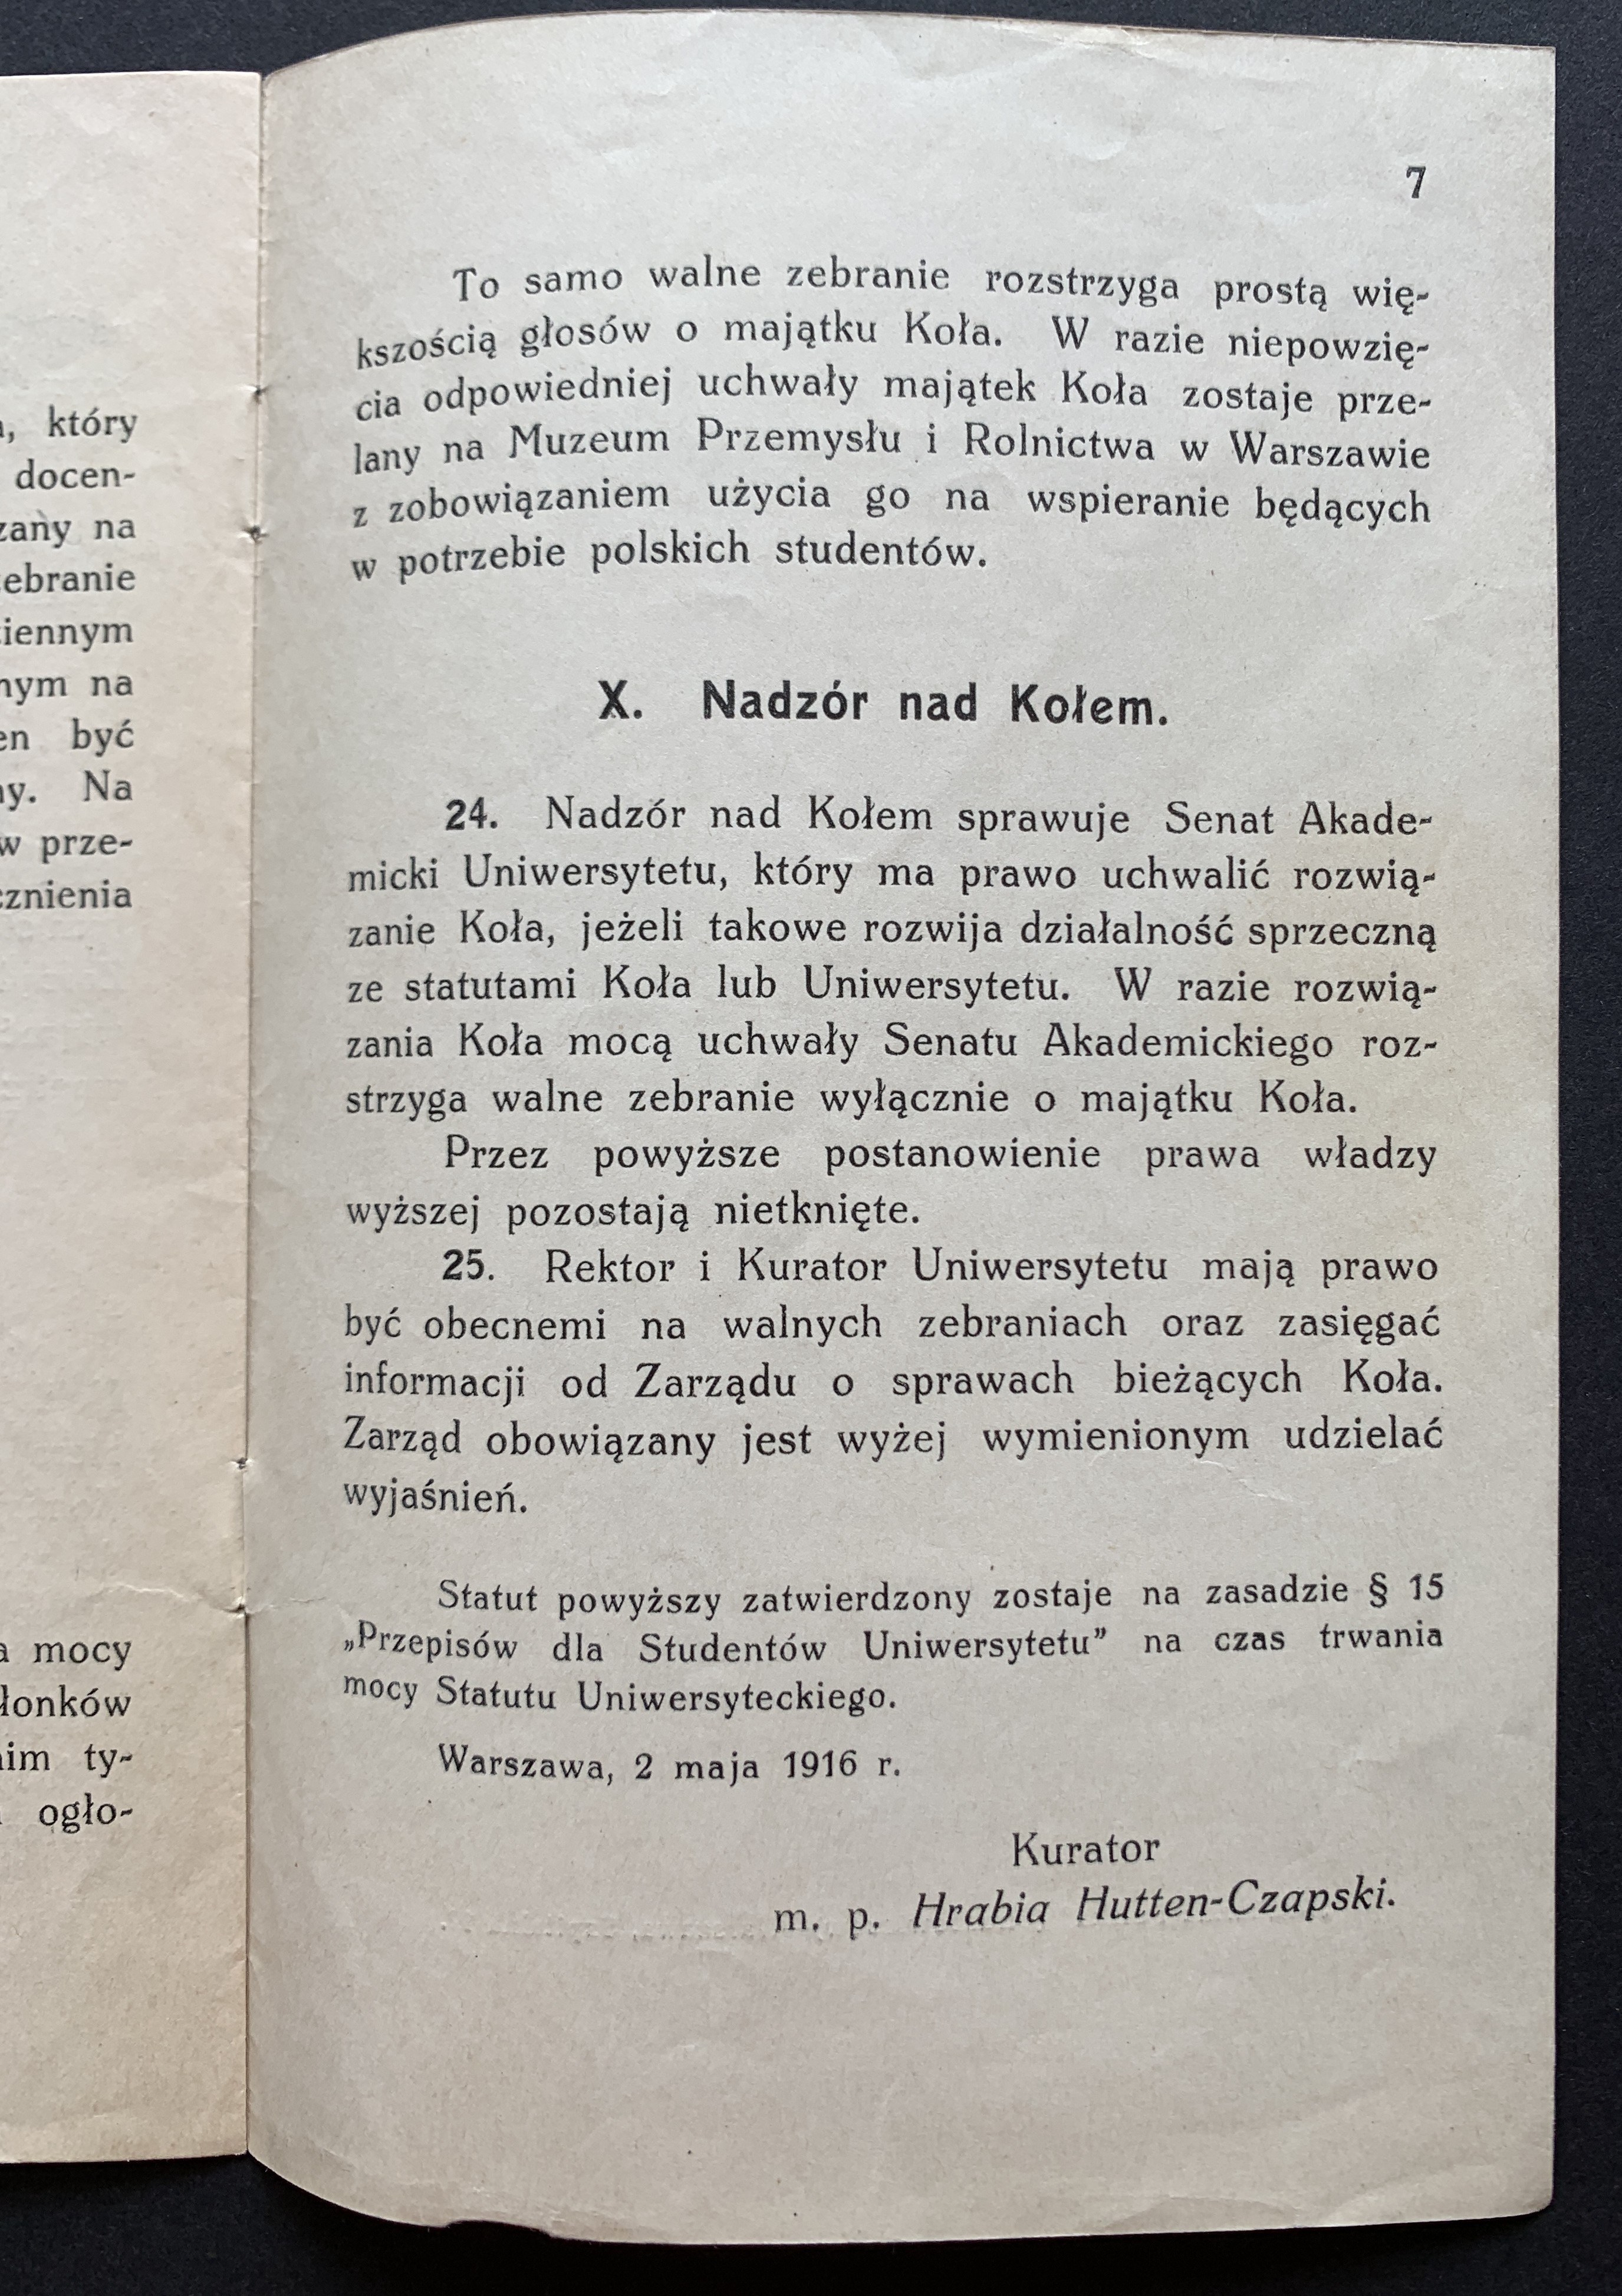 który
docen-
na
ebranie
iennym
na
być
Na
w prze-
cznienia
mocy
łonków
im ty-
ogło-
7
To samo walne zebranie rozstrzyga prostą wię-
kszością głosów o majątku Koła. W razie niepowzię-
cia odpowiedniej uchwały majątek Koła zostaje prze-
lany na Muzeum Przemysłu i Rolnictwa w Warszawie
z zobowiązaniem użycia go na wspieranie będących
w potrzebie polskich studentów.
X. Nadzór nad Kołem.
24. Nadzór nad Kołem sprawuje Senat Akade-
micki Uniwersytetu, który ma prawo uchwalić rozwią-
zanie Koła, jeżeli takowe rozwija działalność sprzeczną
ze statutami Koła lub Uniwersytetu. W razie rozwią-
zania Koła mocą uchwały Senatu Akademickiego roz-
strzyga walne zebranie wyłącznie o majątku Koła.
Przez powyższe postanowienie prawa władzy
wyższej pozostają nietknięte.
25. Rektor i Kurator Uniwersytetu mają prawo
być obecnemi na walnych zebraniach oraz zasięgać
informacji od Zarządu o sprawach bieżących Koła.
Zarząd obowiązany jest wyżej wymienionym udzielać
wyjaśnień.
Statut powyższy zatwierdzony zostaje na zasadzie § 15
„Przepisów dla Studentów Uniwersytetu” na czas trwania
mocy Statutu Uniwersyteckiego.
Warszawa, 2 maja 1916 r.
Kurator
m. p. Hrabia Hutten-Czapski.